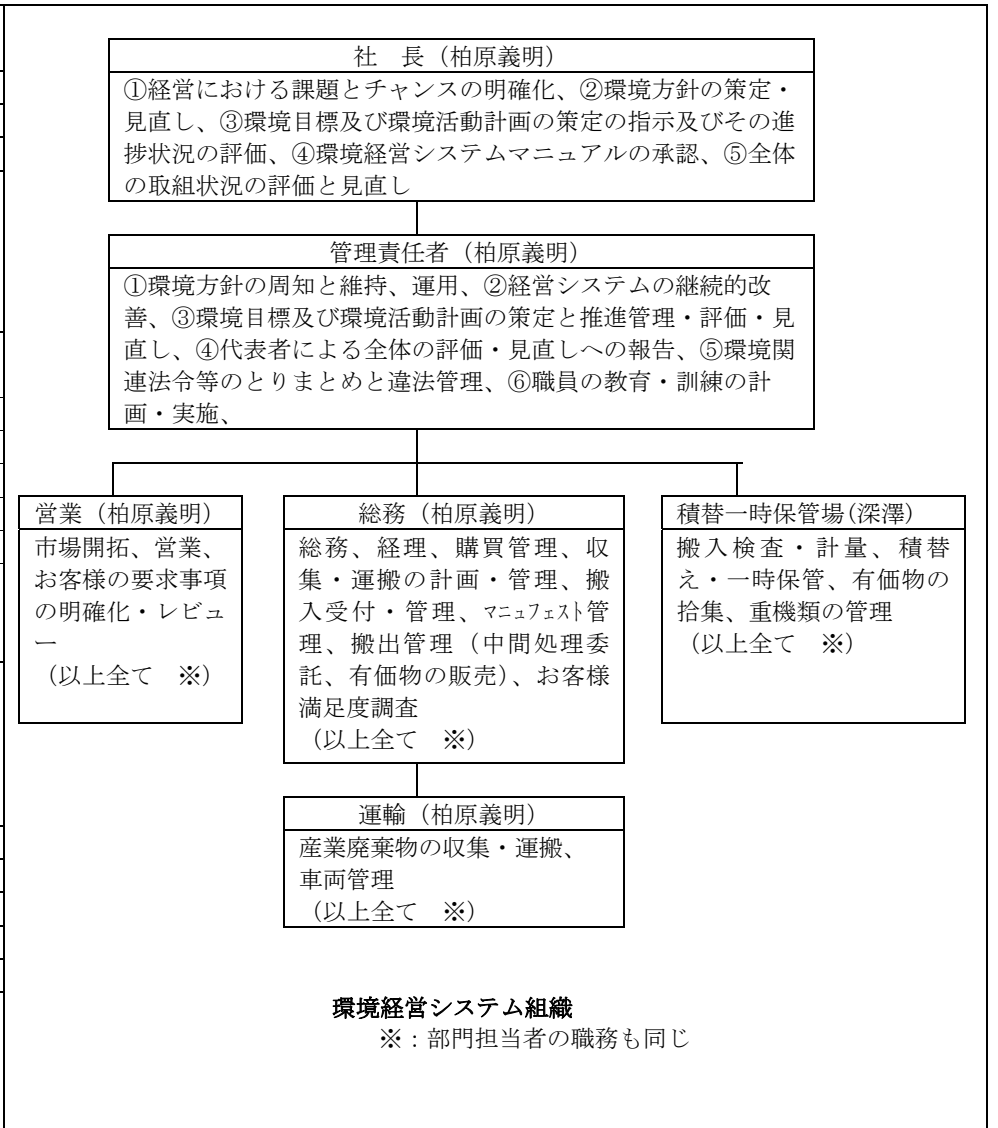 社　長（柏原義明）
①経営における課題とチャンスの明確化、②環境方針の策定・
見直し、③環境目標及び環境活動計画の策定の指示及びその進
捗状況の評価、④環境経営システムマニュアルの承認、⑤全体
の取組状況の評価と見直し
管理責任者（柏原義明）
①環境方針の周知と維持、運用、②経営システムの継続的改
善、③環境目標及び環境活動計画の策定と推進管理・評価・見
直し、④代表者による全体の評価・見直しへの報告、⑤環境関
連法令等のとりまとめと違法管理、⑥職員の教育・訓練の計
画・実施、
営業（柏原義明）
市場開拓、営業、
お客様の要求事項
の明確化・レビュ
ー
（以上全て　※）
総務（柏原義明）
総務、経理、購買管理、収
集・運搬の計画・管理、搬
入受付・管理、マニュフェスト管
理、搬出管理（中間処理委
託、有価物の販売）、お客様
満足度調査
（以上全て　※）
積替一時保管場（深澤）
搬入検査・計量、積替
え・一時保管、有価物の
拾集、重機類の管理
（以上全て　※）
運輸（柏原義明）
産業廃棄物の収集・運搬、
車両管理
（以上全て　※）
環境経営システム組織
※：部門担当者の職務も同じ